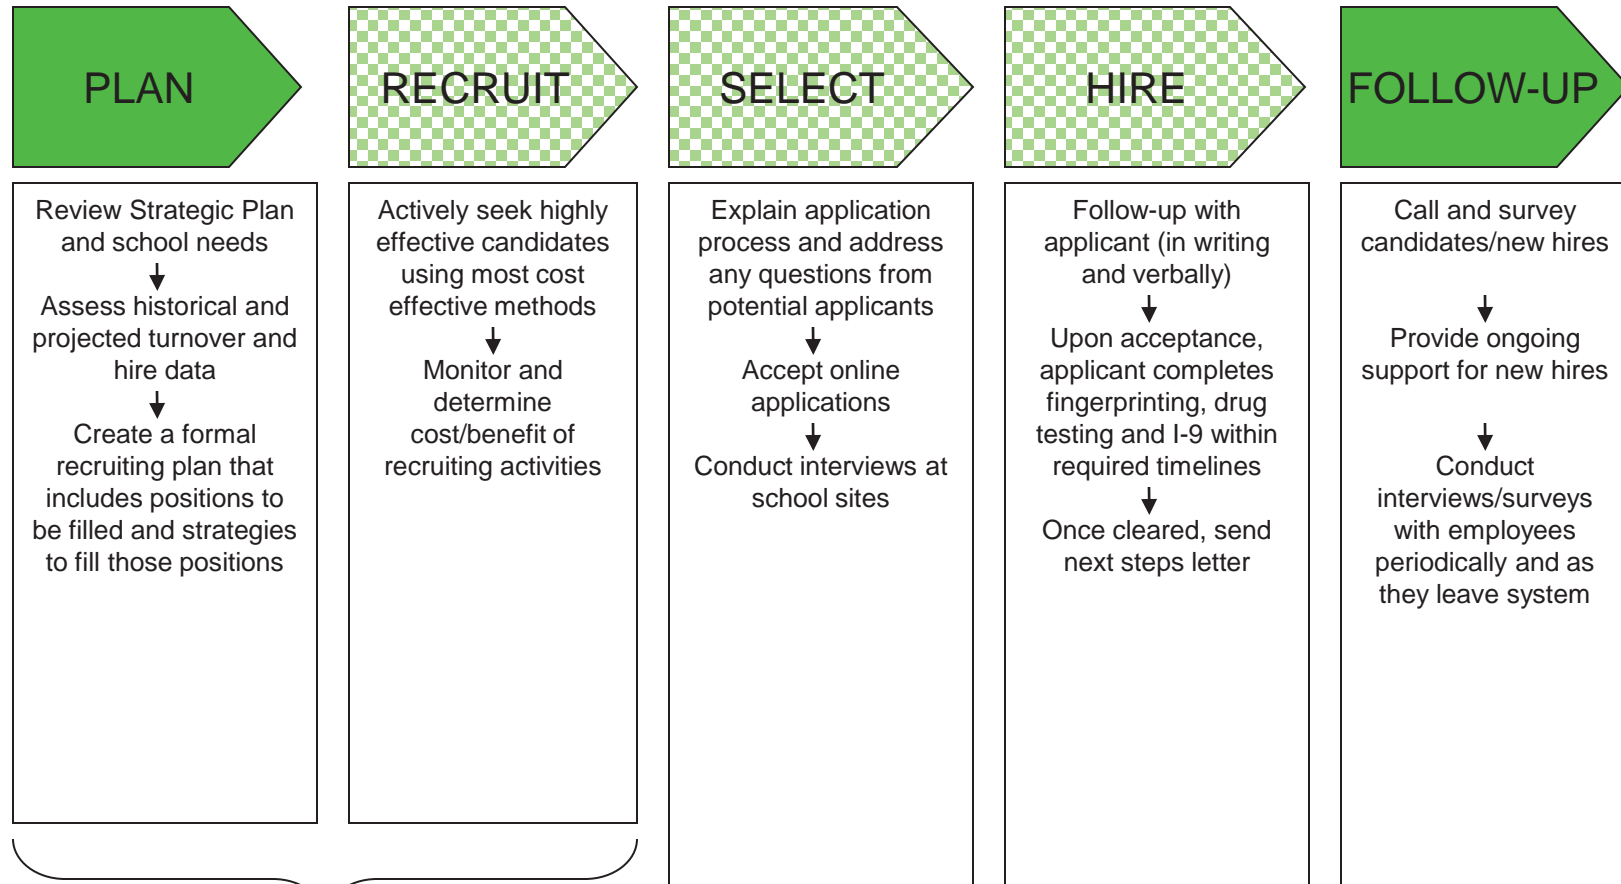 PLAN
Review Strategic Plan
and school needs
Assess historical and
projected turnover and
hire data
Create a formal
recruiting plan that
includes positions to
be filled and strategies
to fill those positions
RECRUIT
Actively seek highly
effective candidates
using most cost
effective methods
Monitor and
determine
cost/benefit of
recruiting activities
SELECT
Explain application
process and address
any questions from
potential applicants
Accept online
applications
Conduct interviews at
school sites
HIRE
Follow-up with
applicant (in writing
and verbally)
Upon acceptance,
applicant completes
fingerprinting, drug
testing and I-9 within
required timelines
Once cleared, send
next steps letter
FOLLOW-UP
Call and survey
candidates/new hires
Provide ongoing
support for new hires
Conduct
interviews/surveys
with employees
periodically and as
they leave system